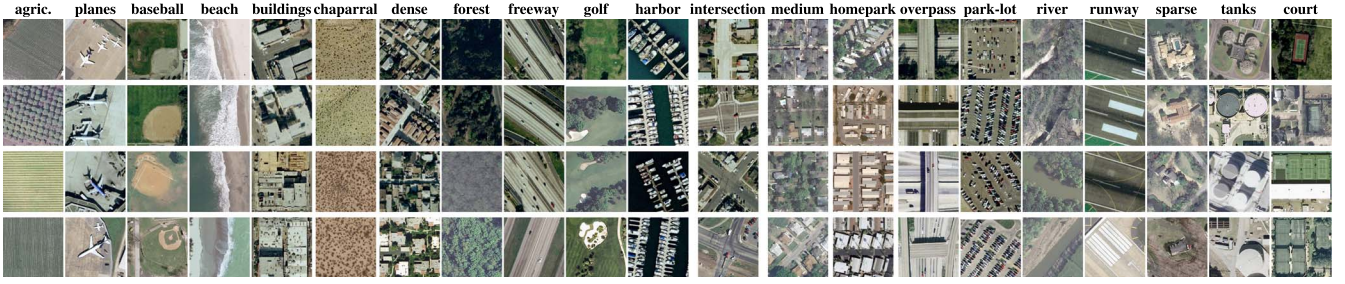 agric. planes baseball beach buildings chaparral dense forest freeway golf harbor intersection medium homepark overpass park-lot river runway sparse tanks court